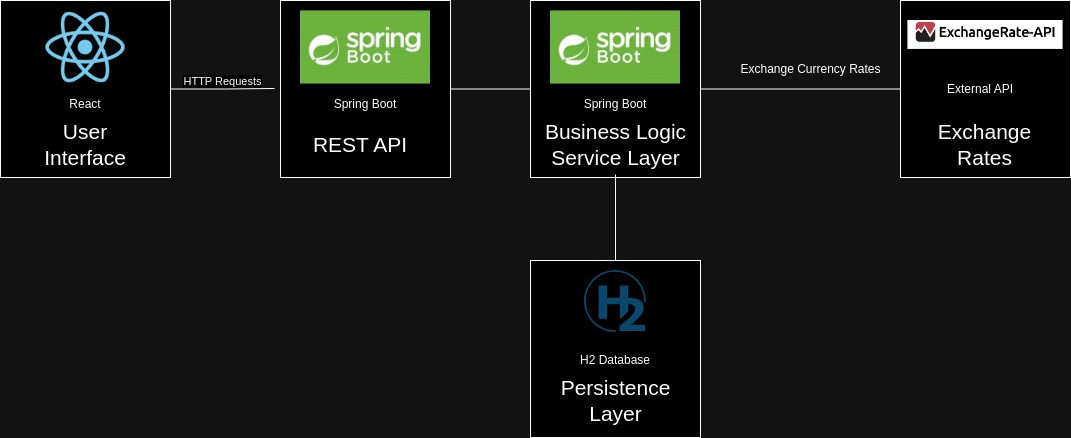 React
User
Interface
HTTP Requests
spring
Boot
Spring Boot
REST API
spring
Boot
Spring Boot
Business Logic
Service Layer
Exchange Currency Rates
ExchangeRate-API
External API
Exchange
Rates
H2
H2 Database
Persistence
Layer